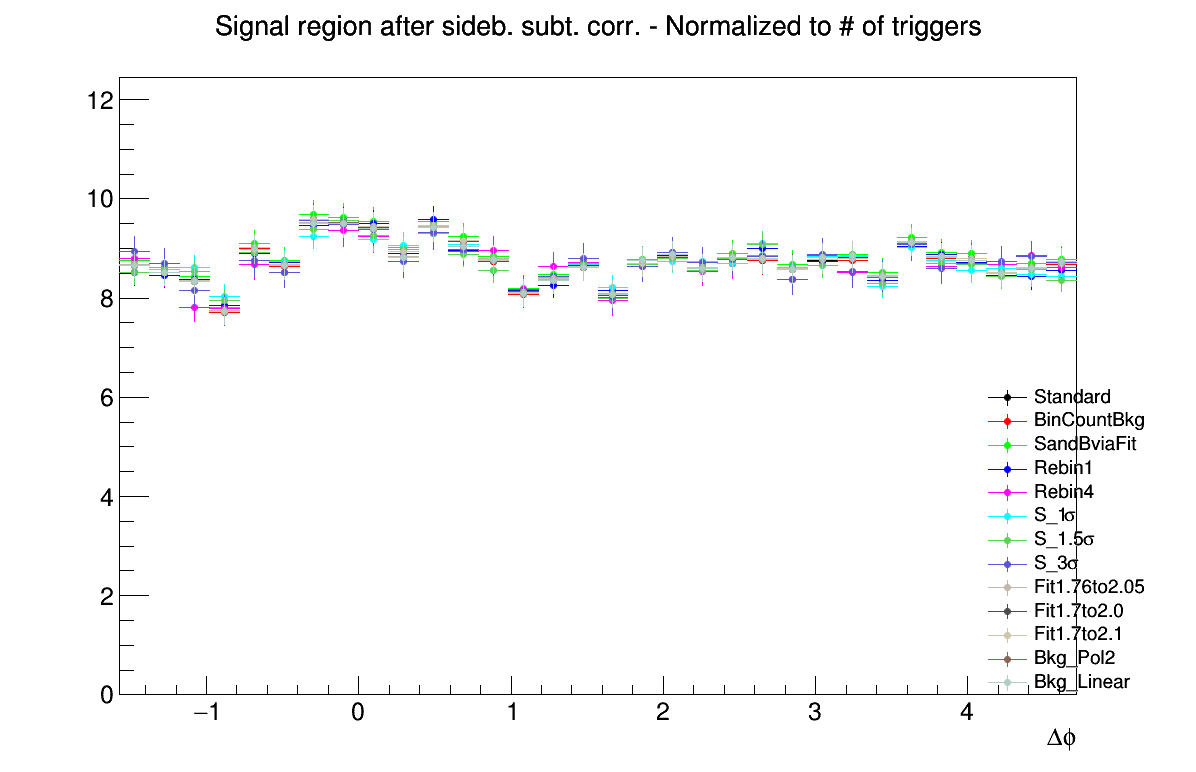 Signal region after sideb. subt. corr. - Normalized to # of triggers
12
10
8
6
4
2
0
−1 0 1 2 3 4
Δϕ
Standard
BinCountBkg
SandBviaFit
Rebin1
Rebin4
S_1σ
S_1.5σ
S_3σ
Fit1.76to2.05
Fit1.7to2.0
Fit1.7to2.1
Bkg_Pol2
Bkg_Linear